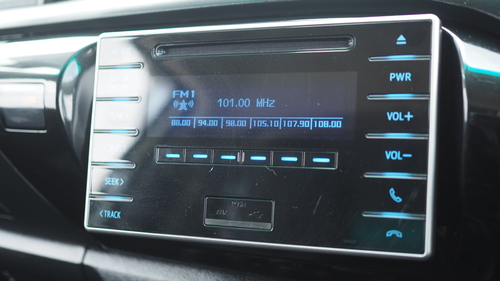 PWR
FM1
101.00 MHz
88.00 94.00 98.00 105.10 107.90 108.00
VOL+
VOL-
SEEK>
<TRACK